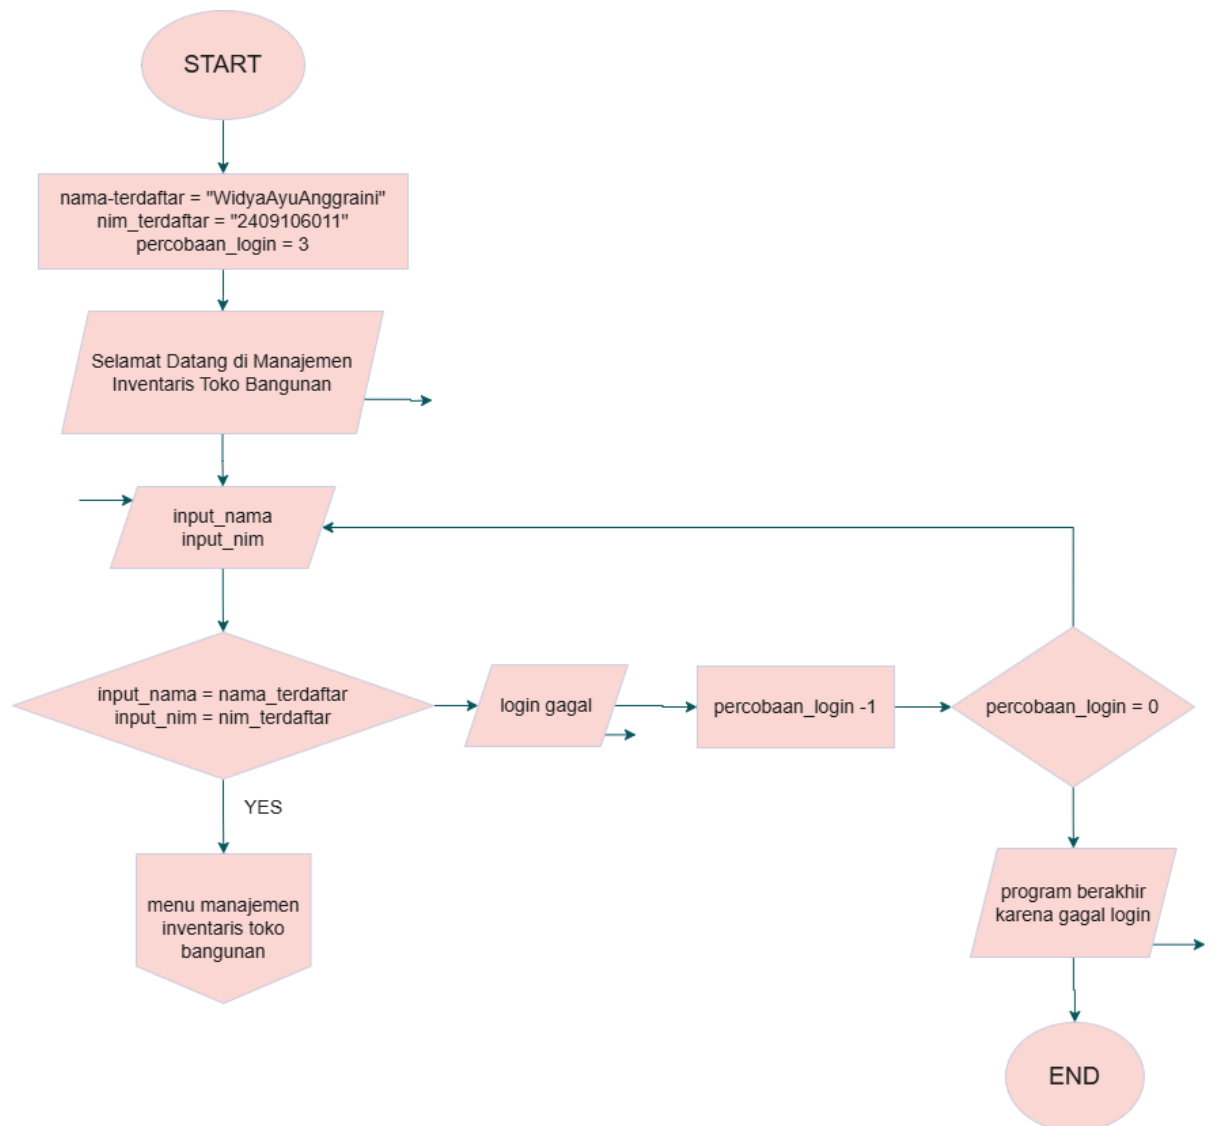 START
nama-terdaftar = "WidyaAyuAnggraini"
nim_terdaftar = "2409106011"
percobaan_login = 3
Selamat Datang di Manajemen
Inventaris Toko Bangunan
input_nama
input_nim
input_nama = nama_terdaftar
input_nim = nim_terdaftar
login gagal
percobaan_login -1
percobaan_login = 0
YES
menu manajemen
inventaris toko
bangunan
program berakhir
karena gagal login
END